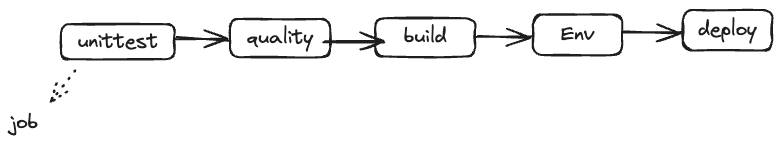 unittest
quality
build
Env
deploy
job